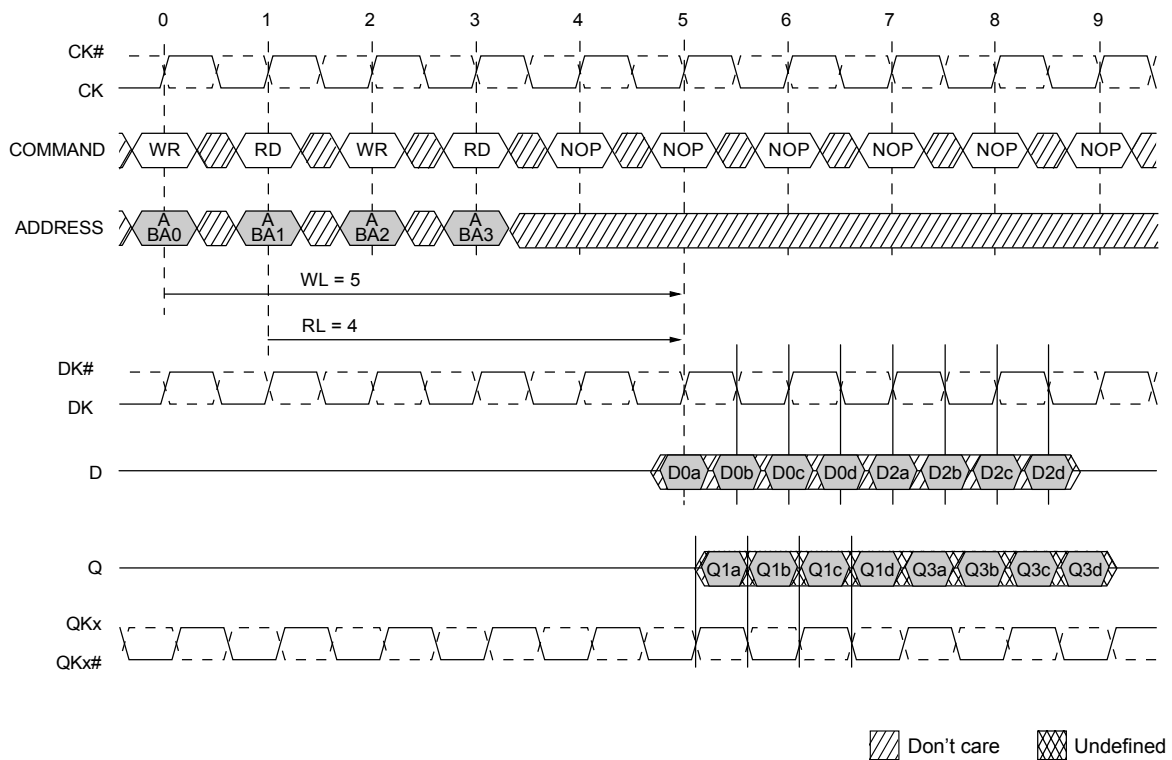 0 1 2 3 4 5 6 7 8 9
CK#
CK
COMMAND WR RD WR RD NOP NOP NOP NOP NOP NOP
ADDRESS A BA0 A BA1 A BA2 A BA3
WL = 5
RL = 4
DK#
DK
D D0a D0b D0c D0d D2a D2b D2c D2d
Q Q1a Q1b Q1c Q1d Q3a Q3b Q3c Q3d
QKx
QKx#
Don't care Undefined